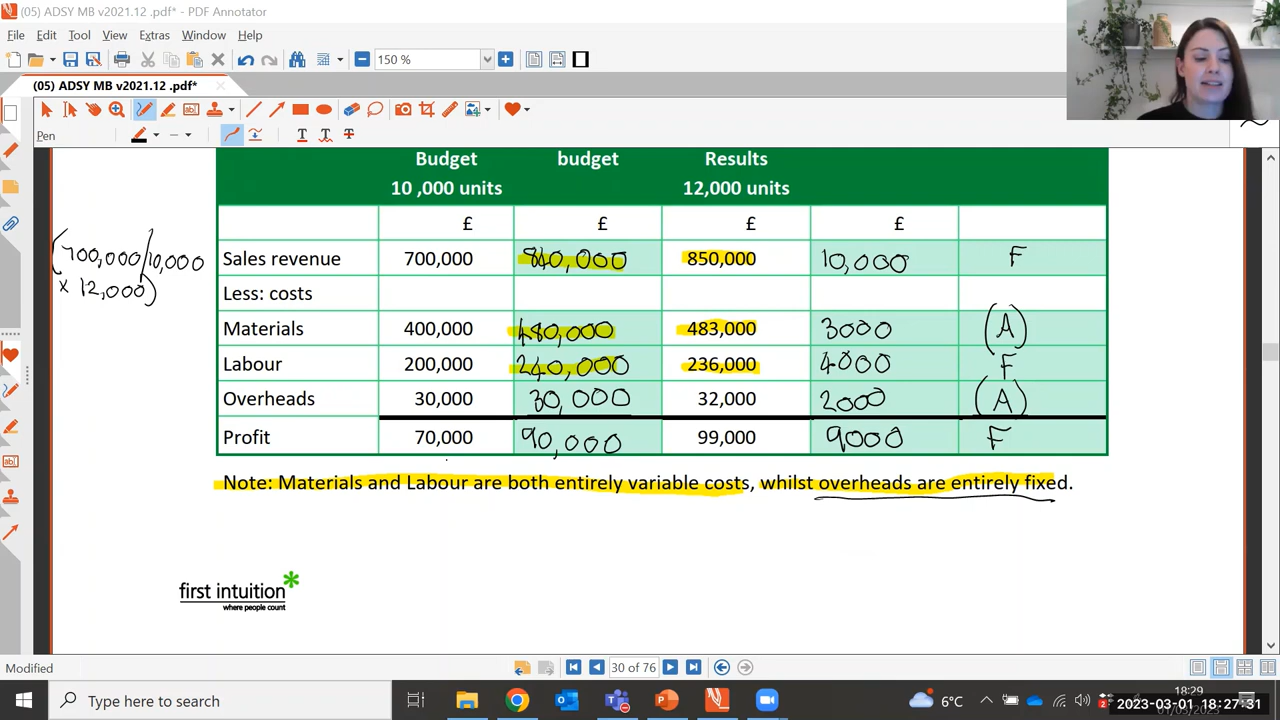 (05) ADSY MB v2021.12 .pdf* - PDF Annotator
File Edit Tool View Extras Window Help
150 %
(05) ADSY MB v2021.12 .pdf*
Pen
Budget budget Results
10 ,000 units 12,000 units
£ £ £ £
Sales revenue 700,000 840,000 850,000 10,000 F
(700,000/10,000
x 12,000)
Less: costs
Materials 400,000 480,000 483,000 3000 (A)
Labour 200,000 240,000 236,000 4000 F
Overheads 30,000 30,000 32,000 2000 (A)
Profit 70,000 90,000 99,000 9000 F
Note: Materials and Labour are both entirely variable costs, whilst overheads are entirely fixed.
first intuition*
where people count
Modified 30 of 76
Type here to search 6°C 18:29
2023-03-01 18:27:31